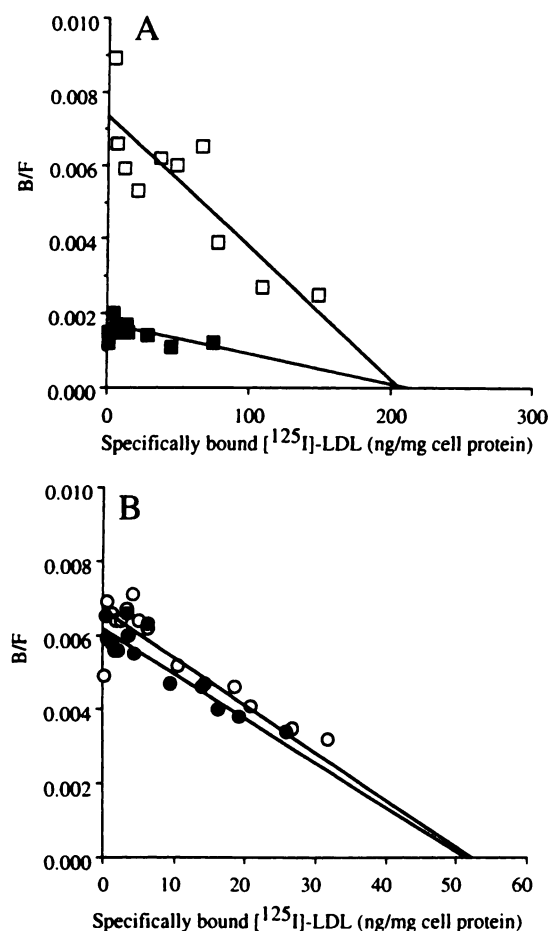 A
0.010
0.008
0.006
0.004
0.002
0.000
B/F
0 100 200 300
Specifically bound [¹²⁵I]-LDL (ng/mg cell protein)
B
0.010
0.008
0.006
0.004
0.002
0.000
B/F
0 10 20 30 40 50 60
Specifically bound [¹²⁵I]-LDL (ng/mg cell protein)